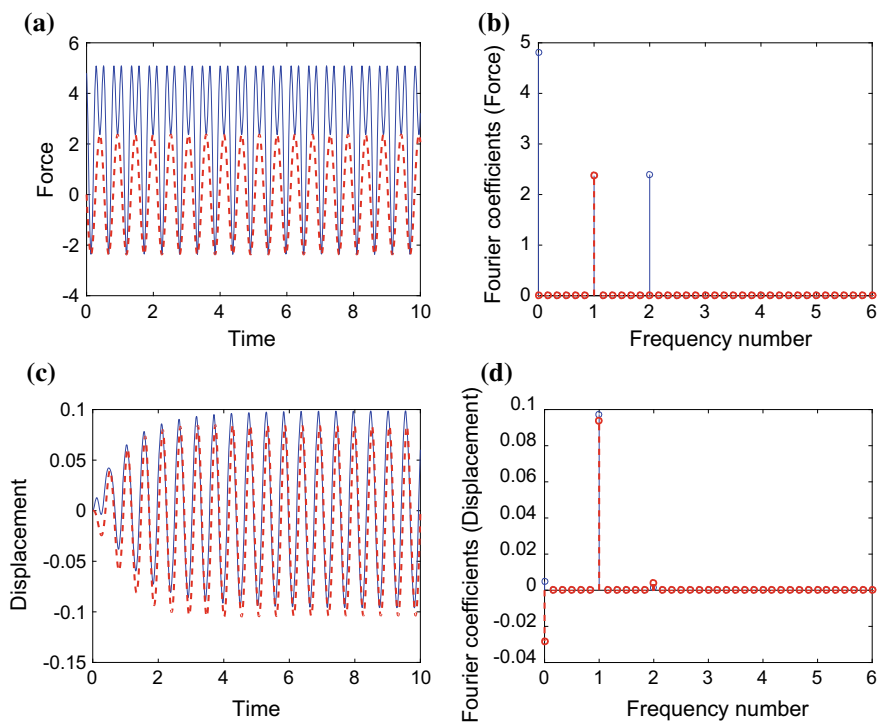 (a)
6
4
2
0
-2
-4
0 2 4 6 8 10
Force
Time
(b)
5
4
3
2
1
0
0 1 2 3 4 5 6
Fourier coefficients (Force)
Frequency number
(c)
0.1
0.05
0
-0.05
-0.1
-0.15
0 2 4 6 8 10
Displacement
Time
(d)
0.1
0.08
0.06
0.04
0.02
0
-0.02
-0.04
0 1 2 3 4 5 6
Fourier coefficients (Displacement)
Frequency number